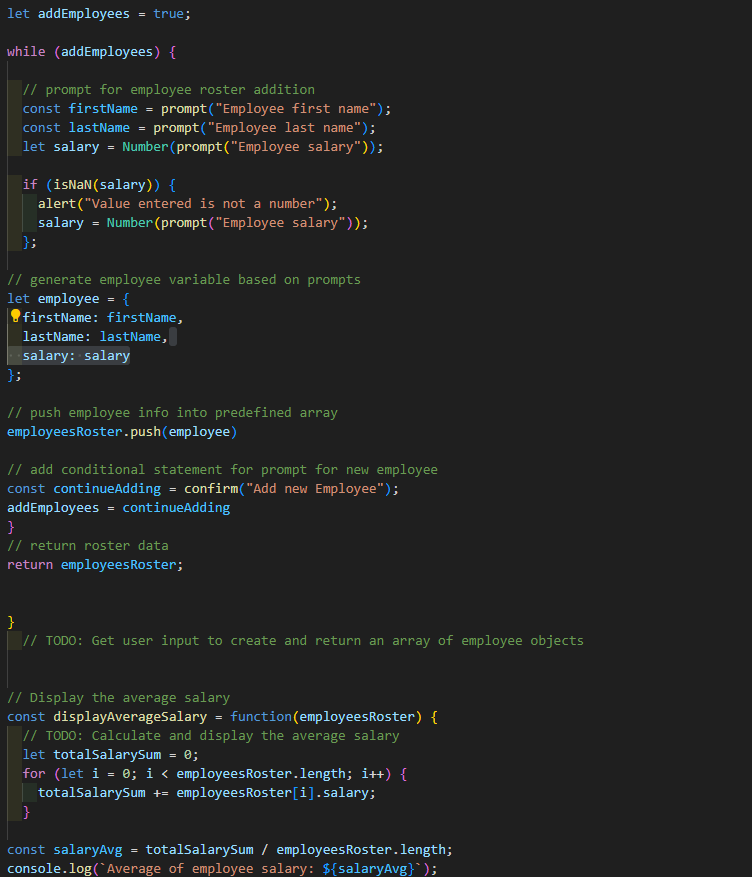 let addEmployees = true;
while (addEmployees) {
// prompt for employee roster addition
const firstName = prompt("Employee first name");
const lastName = prompt("Employee last name");
let salary = Number(prompt("Employee salary"));
if (isNaN(salary)) {
alert("Value entered is not a number");
salary = Number(prompt("Employee salary"));
};
// generate employee variable based on prompts
let employee = {
firstName: firstName,
lastName: lastName,
salary: salary
};
// push employee info into predefined array
employeesRoster.push(employee)
// add conditional statement for prompt for new employee
const continueAdding = confirm("Add new Employee");
addEmployees = continueAdding
}
// return roster data
return employeesRoster;
}
// TODO: Get user input to create and return an array of employee objects
// Display the average salary
const displayAverageSalary = function(employeesRoster) {
// TODO: Calculate and display the average salary
let totalSalarySum = 0;
for (let i = 0; i < employeesRoster.length; i++) {
totalSalarySum += employeesRoster[i].salary;
}
const salaryAvg = totalSalarySum / employeesRoster.length;
console.log(`Average of employee salary: ${salaryAvg}`);